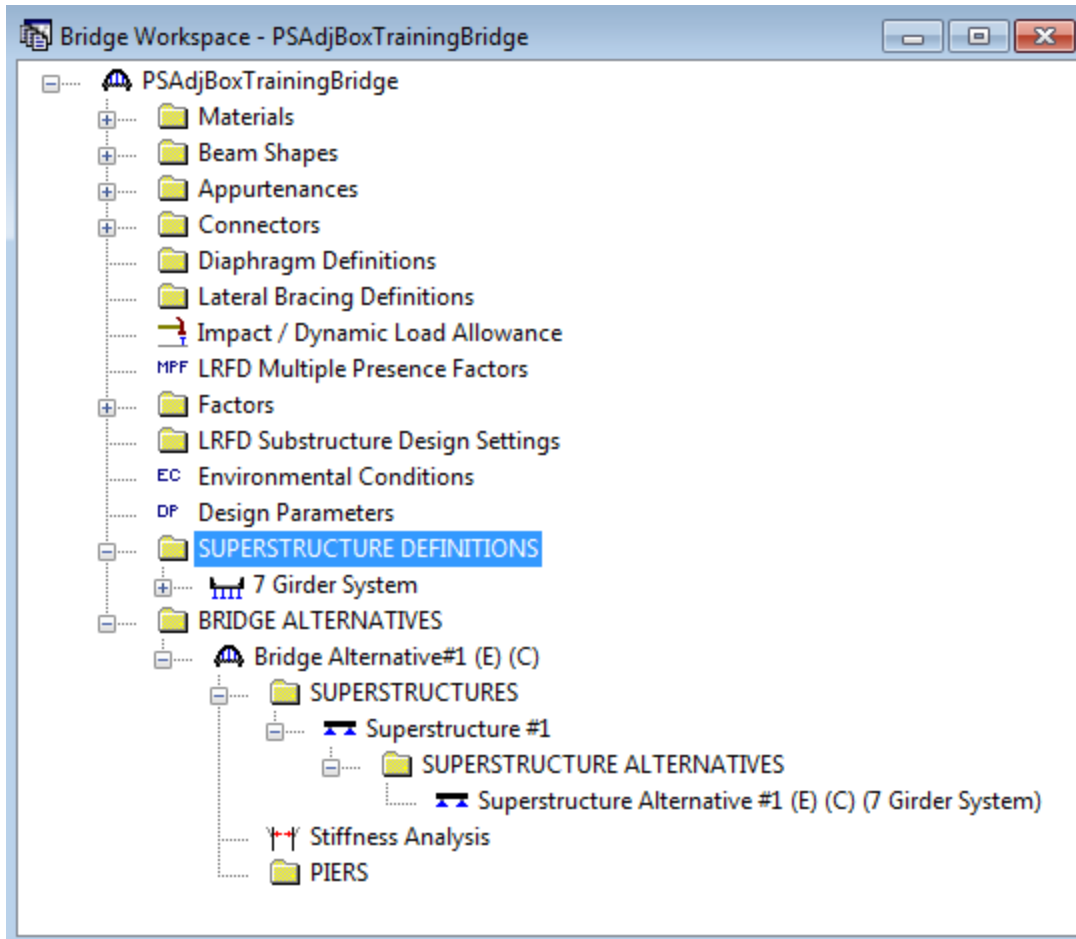 Bridge Workspace - PSAdjBoxTrainingBridge
PSAdjBoxTrainingBridge
Materials
Beam Shapes
Appurtenances
Connectors
Diaphragm Definitions
Lateral Bracing Definitions
Impact / Dynamic Load Allowance
MPF LRFD Multiple Presence Factors
Factors
LRFD Substructure Design Settings
EC Environmental Conditions
DP Design Parameters
SUPERSTRUCTURE DEFINITIONS
7 Girder System
BRIDGE ALTERNATIVES
Bridge Alternative#1 (E) (C)
SUPERSTRUCTURES
Superstructure #1
SUPERSTRUCTURE ALTERNATIVES
Superstructure Alternative #1 (E) (C) (7 Girder System)
Stiffness Analysis
PIERS